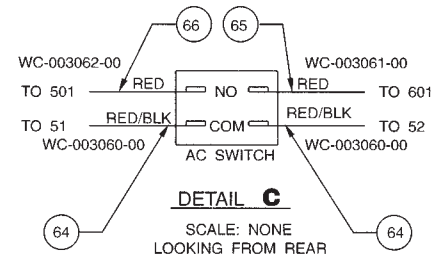 66 65
WC-003062-00 WC-003061-00
TO 501 RED NO RED TO 601
TO 51 RED/BLK COM RED/BLK TO 52
WC-003060-00 WC-003060-00
AC SWITCH
DETAIL C
64 SCALE: NONE 64
LOOKING FROM REAR